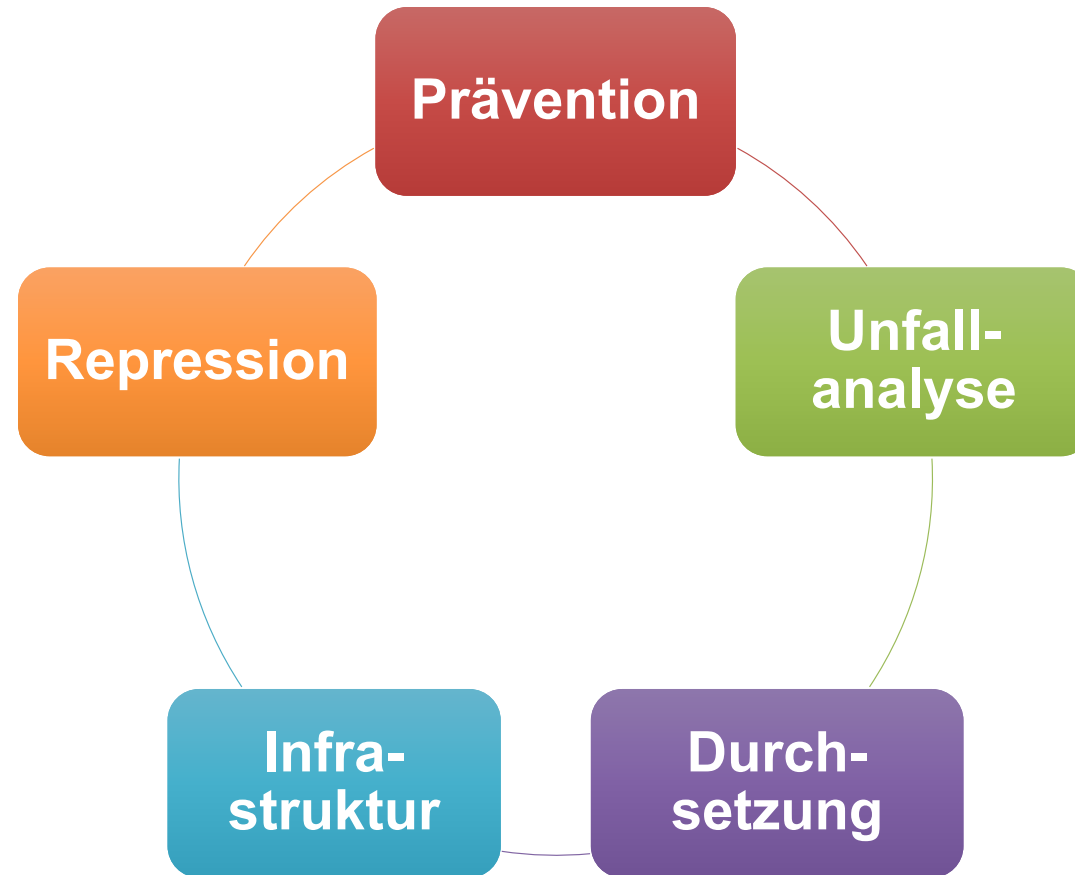 Prävention
Unfall-
analyse
Durch-
setzung
Infra-
struktur
Repression